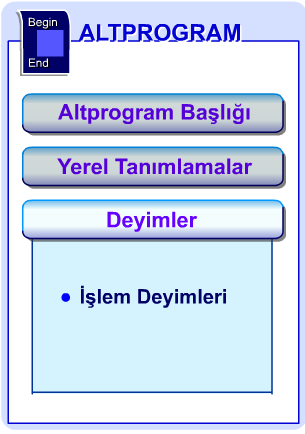 Begin
End
ALTPROGRAM
Altprogram Başlığı
Yerel Tanımlamalar
Deyimler
● İşlem Deyimleri